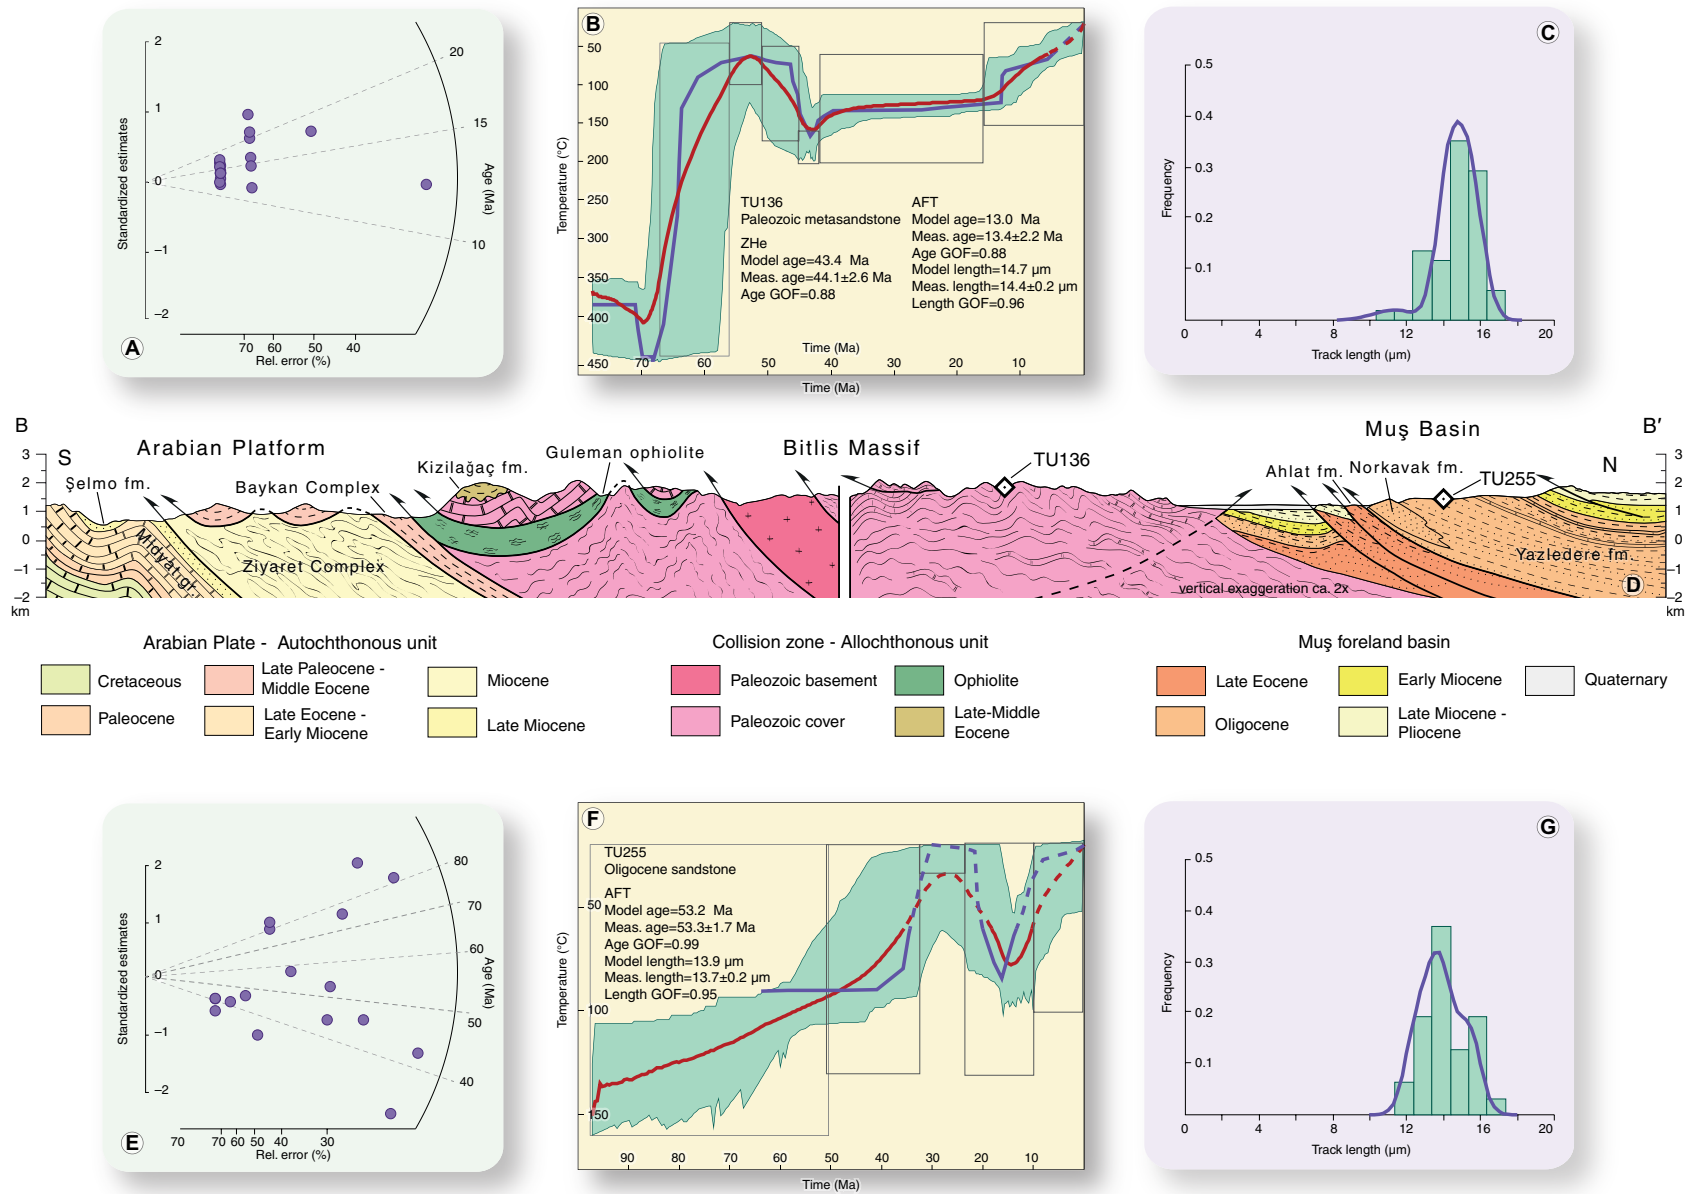 2
1
0
−1
−2
Standardized estimates
20
15
10
Age (Ma)
70 60 50 40
Rel. error (%)
A
B
50
100
150
200
250
300
350
400
450
Temperature (°C)
TU136
Paleozoic metasandstone
ZHe
Model age=43.4 Ma
Meas. age=44.1±2.6 Ma
Age GOF=0.88
AFT
Model age=13.0 Ma
Meas. age=13.4±2.2 Ma
Age GOF=0.88
Model length=14.7 µm
Meas. length=14.4±0.2 µm
Length GOF=0.96
Time (Ma)
70 60 50 40 30 20 10
Time (Ma)
C
0.5
0.4
0.3
0.2
0.1
Frequency
0 4 8 12 16 20
Track length (µm)
B
B′
S
N
3
2
1
0
−1
−2
km
Arabian Platform
Şelmo fm.
Baykan Complex
Kizilağaç fm.
Guleman ophiolite
Bitlis Massif
TU136
Muş Basin
Ahlat fm.
Norkavak fm.
TU255
Midyat gr.
Ziyaret Complex
Yazledere fm.
vertical exaggeration ca. 2x
D
3
2
1
0
−1
−2
km
Arabian Plate - Autochthonous unit
Cretaceous
Paleocene
Late Paleocene -
Middle Eocene
Late Eocene -
Early Miocene
Miocene
Late Miocene
Collision zone - Allochthonous unit
Paleozoic basement
Paleozoic cover
Ophiolite
Late-Middle
Eocene
Muş foreland basin
Late Eocene
Oligocene
Early Miocene
Late Miocene -
Pliocene
Quaternary
2
1
0
−1
−2
Standardized estimates
80
70
60
50
40
Age (Ma)
70 70 60 50 40 30
Rel. error (%)
E
F
TU255
Oligocene sandstone
AFT
Model age=53.2 Ma
Meas. age=53.3±1.7 Ma
Age GOF=0.99
Model length=13.9 µm
Meas. length=13.7±0.2 µm
Length GOF=0.95
50
100
150
Temperature (°C)
90 80 70 60 50 40 30 20 10
Time (Ma)
G
0.5
0.4
0.3
0.2
0.1
Frequency
0 4 8 12 16 20
Track length (µm)